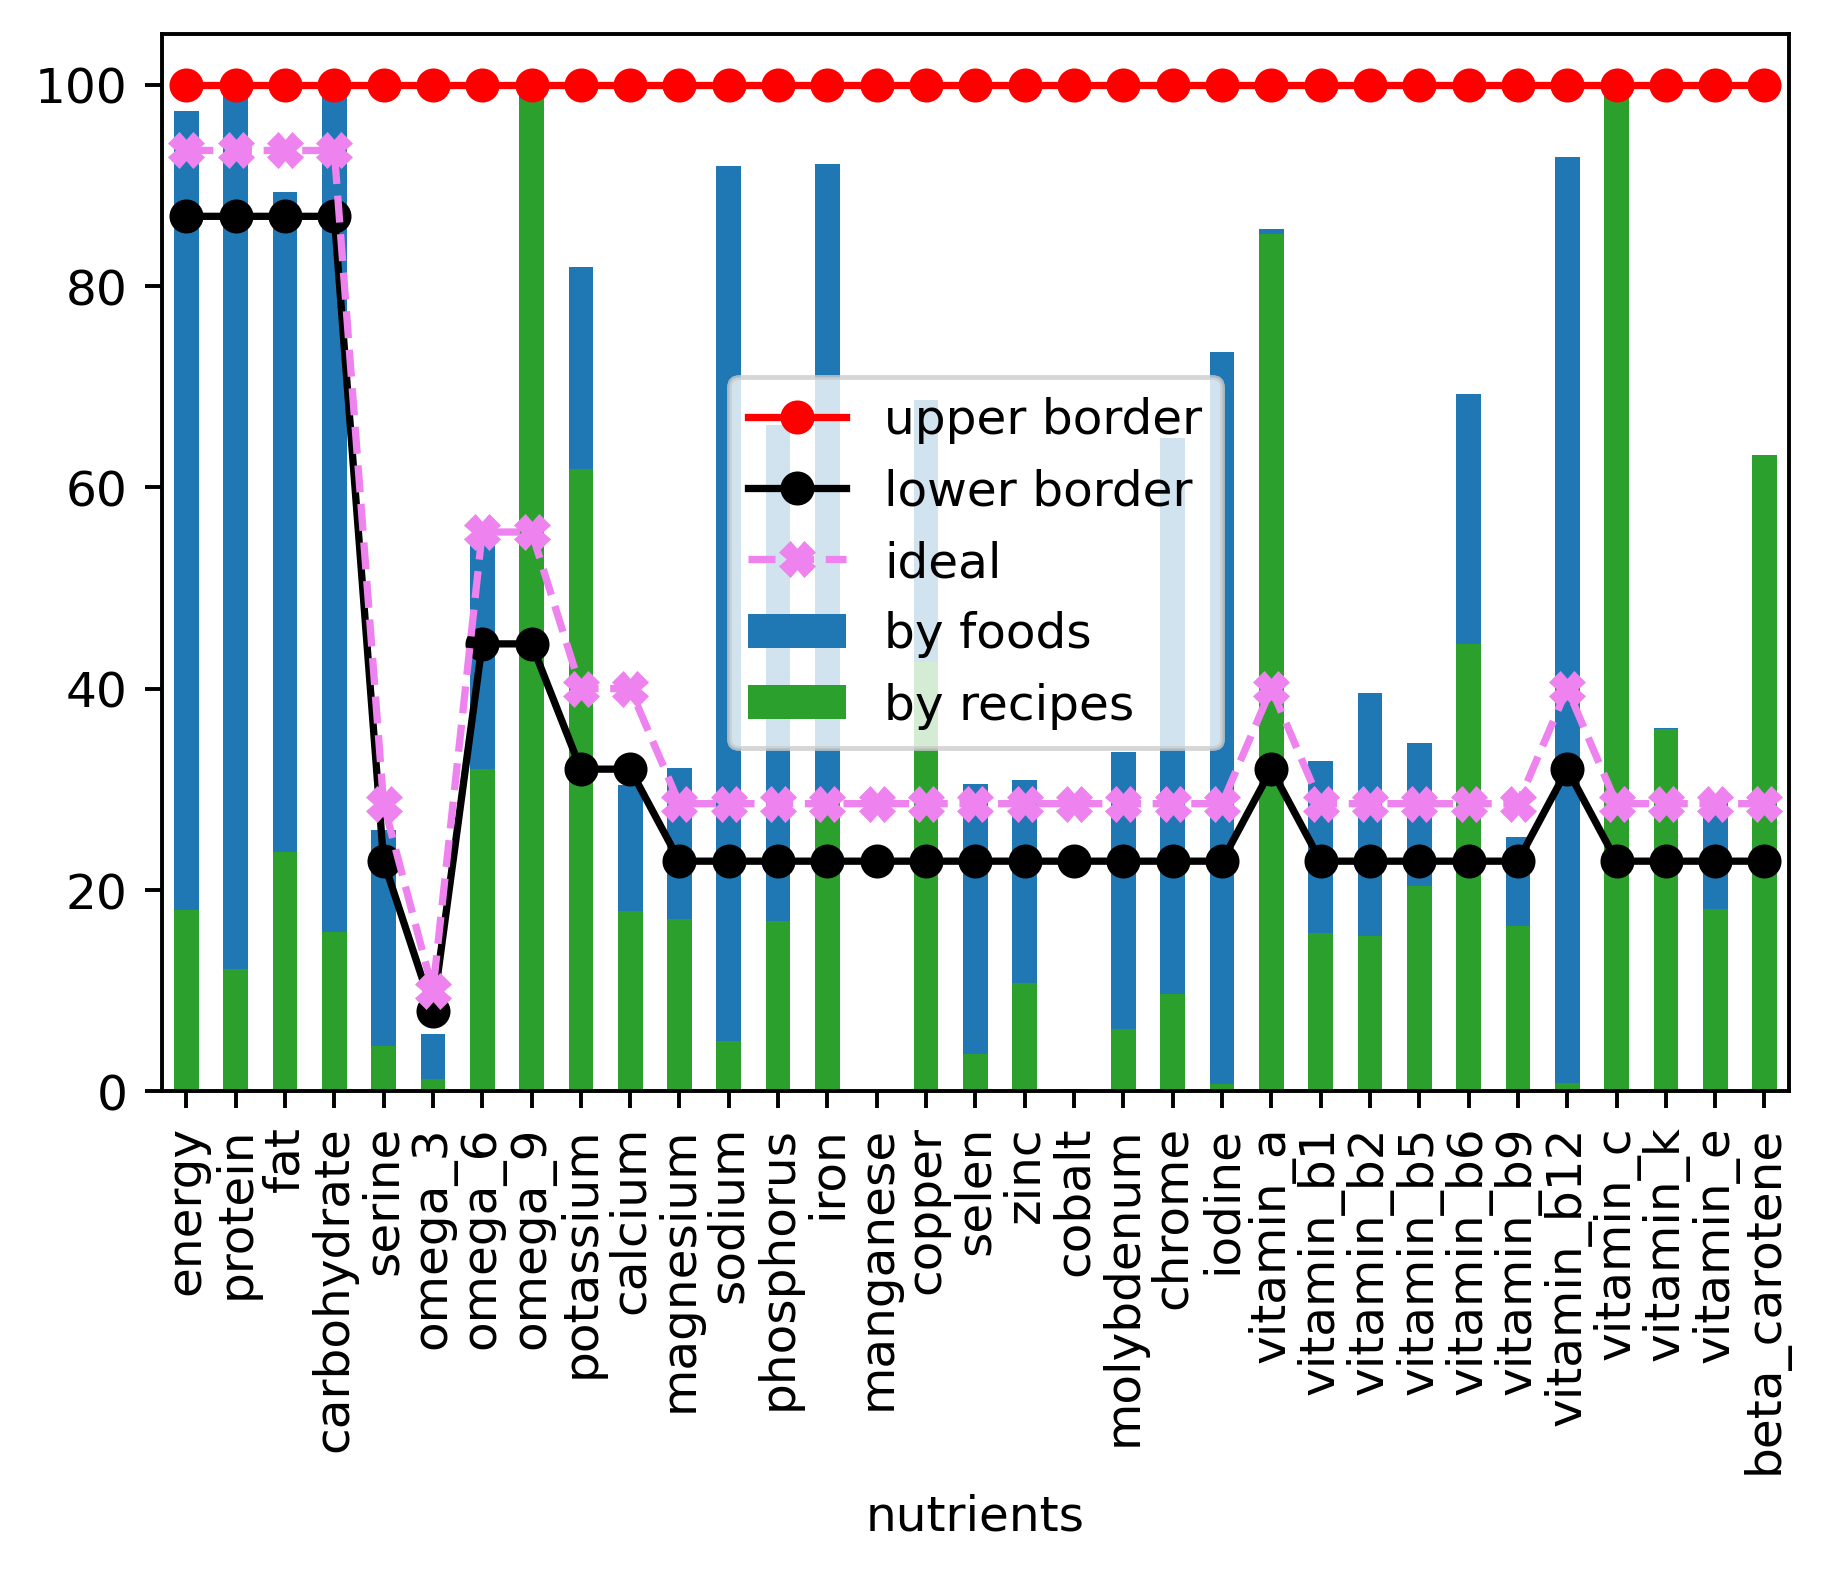 100
80
60
40
20
0
upper border
lower border
ideal
by foods
by recipes
energy
protein
fat
carbohydrate
serine
omega_3
omega_6
omega_9
potassium
calcium
magnesium
sodium
phosphorus
iron
manganese
copper
selen
zinc
cobalt
molybdenum
chrome
iodine
vitamin_a
vitamin_b1
vitamin_b2
vitamin_b5
vitamin_b6
vitamin_b9
vitamin_b12
vitamin_c
vitamin_k
vitamin_e
beta_carotene
nutrients